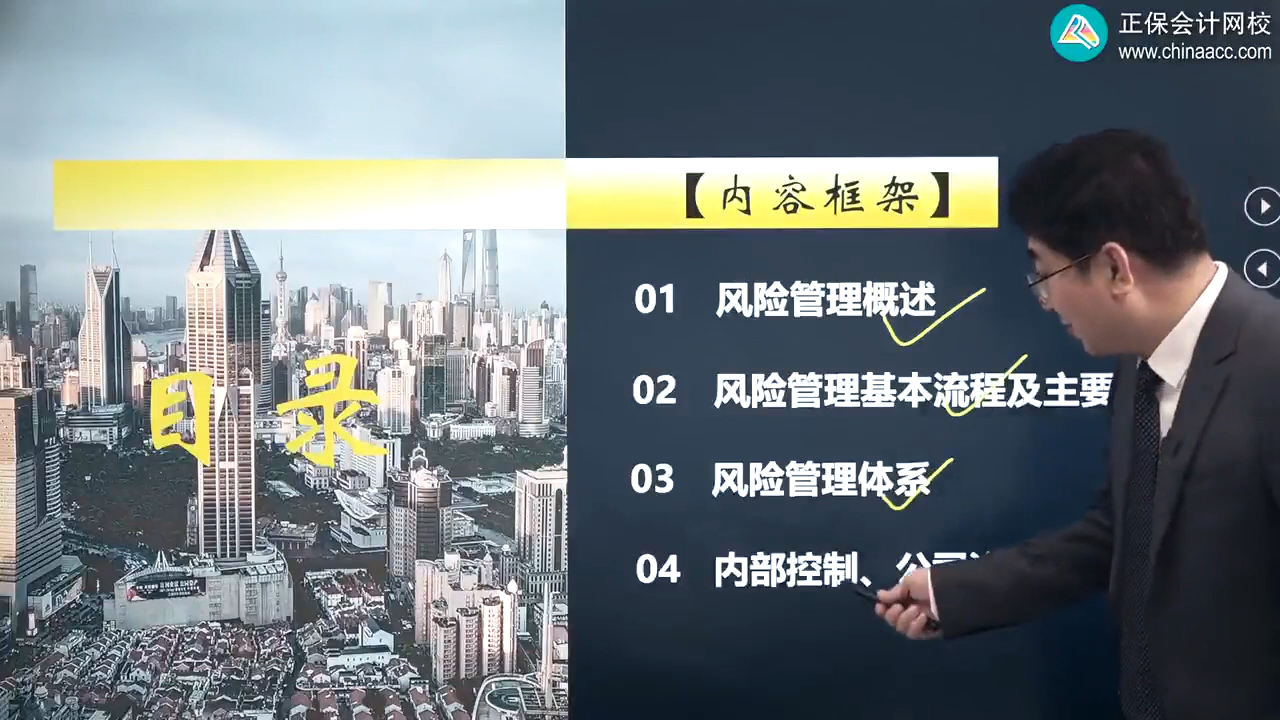 正保会计网校
www.chinaacc.com
【内容框架】
目录
01 风险管理概述
02 风险管理基本流程及主要
03 风险管理体系
04 内部控制、公司